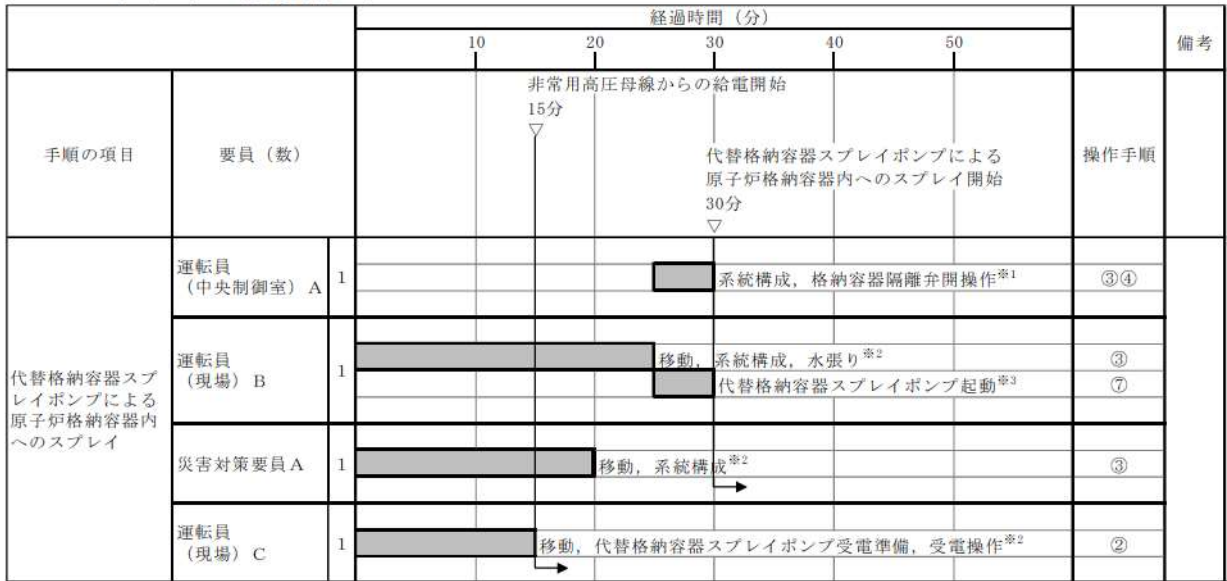 経過時間（分）
備考
10 20 30 40 50
手順の項目
要員（数）
非常用高圧母線からの給電開始
15分
▽
代替格納容器スプレイポンプによる
原子炉格納容器内へのスプレイ開始
30分
▽
操作手順
代替格納容器スプ
レイポンプによる
原子炉格納容器内
へのスプレイ
運転員
（中央制御室）A
1
系統構成，格納容器隔離弁開操作※1
③④
運転員
（現場）B
1
移動，系統構成，水張り※2
③
代替格納容器スプレイポンプ起動※3
⑦
災害対策要員A
1
移動，系統構成※2
③
運転員
（現場）C
1
移動，代替格納容器スプレイポンプ受電準備，受電操作※2
②